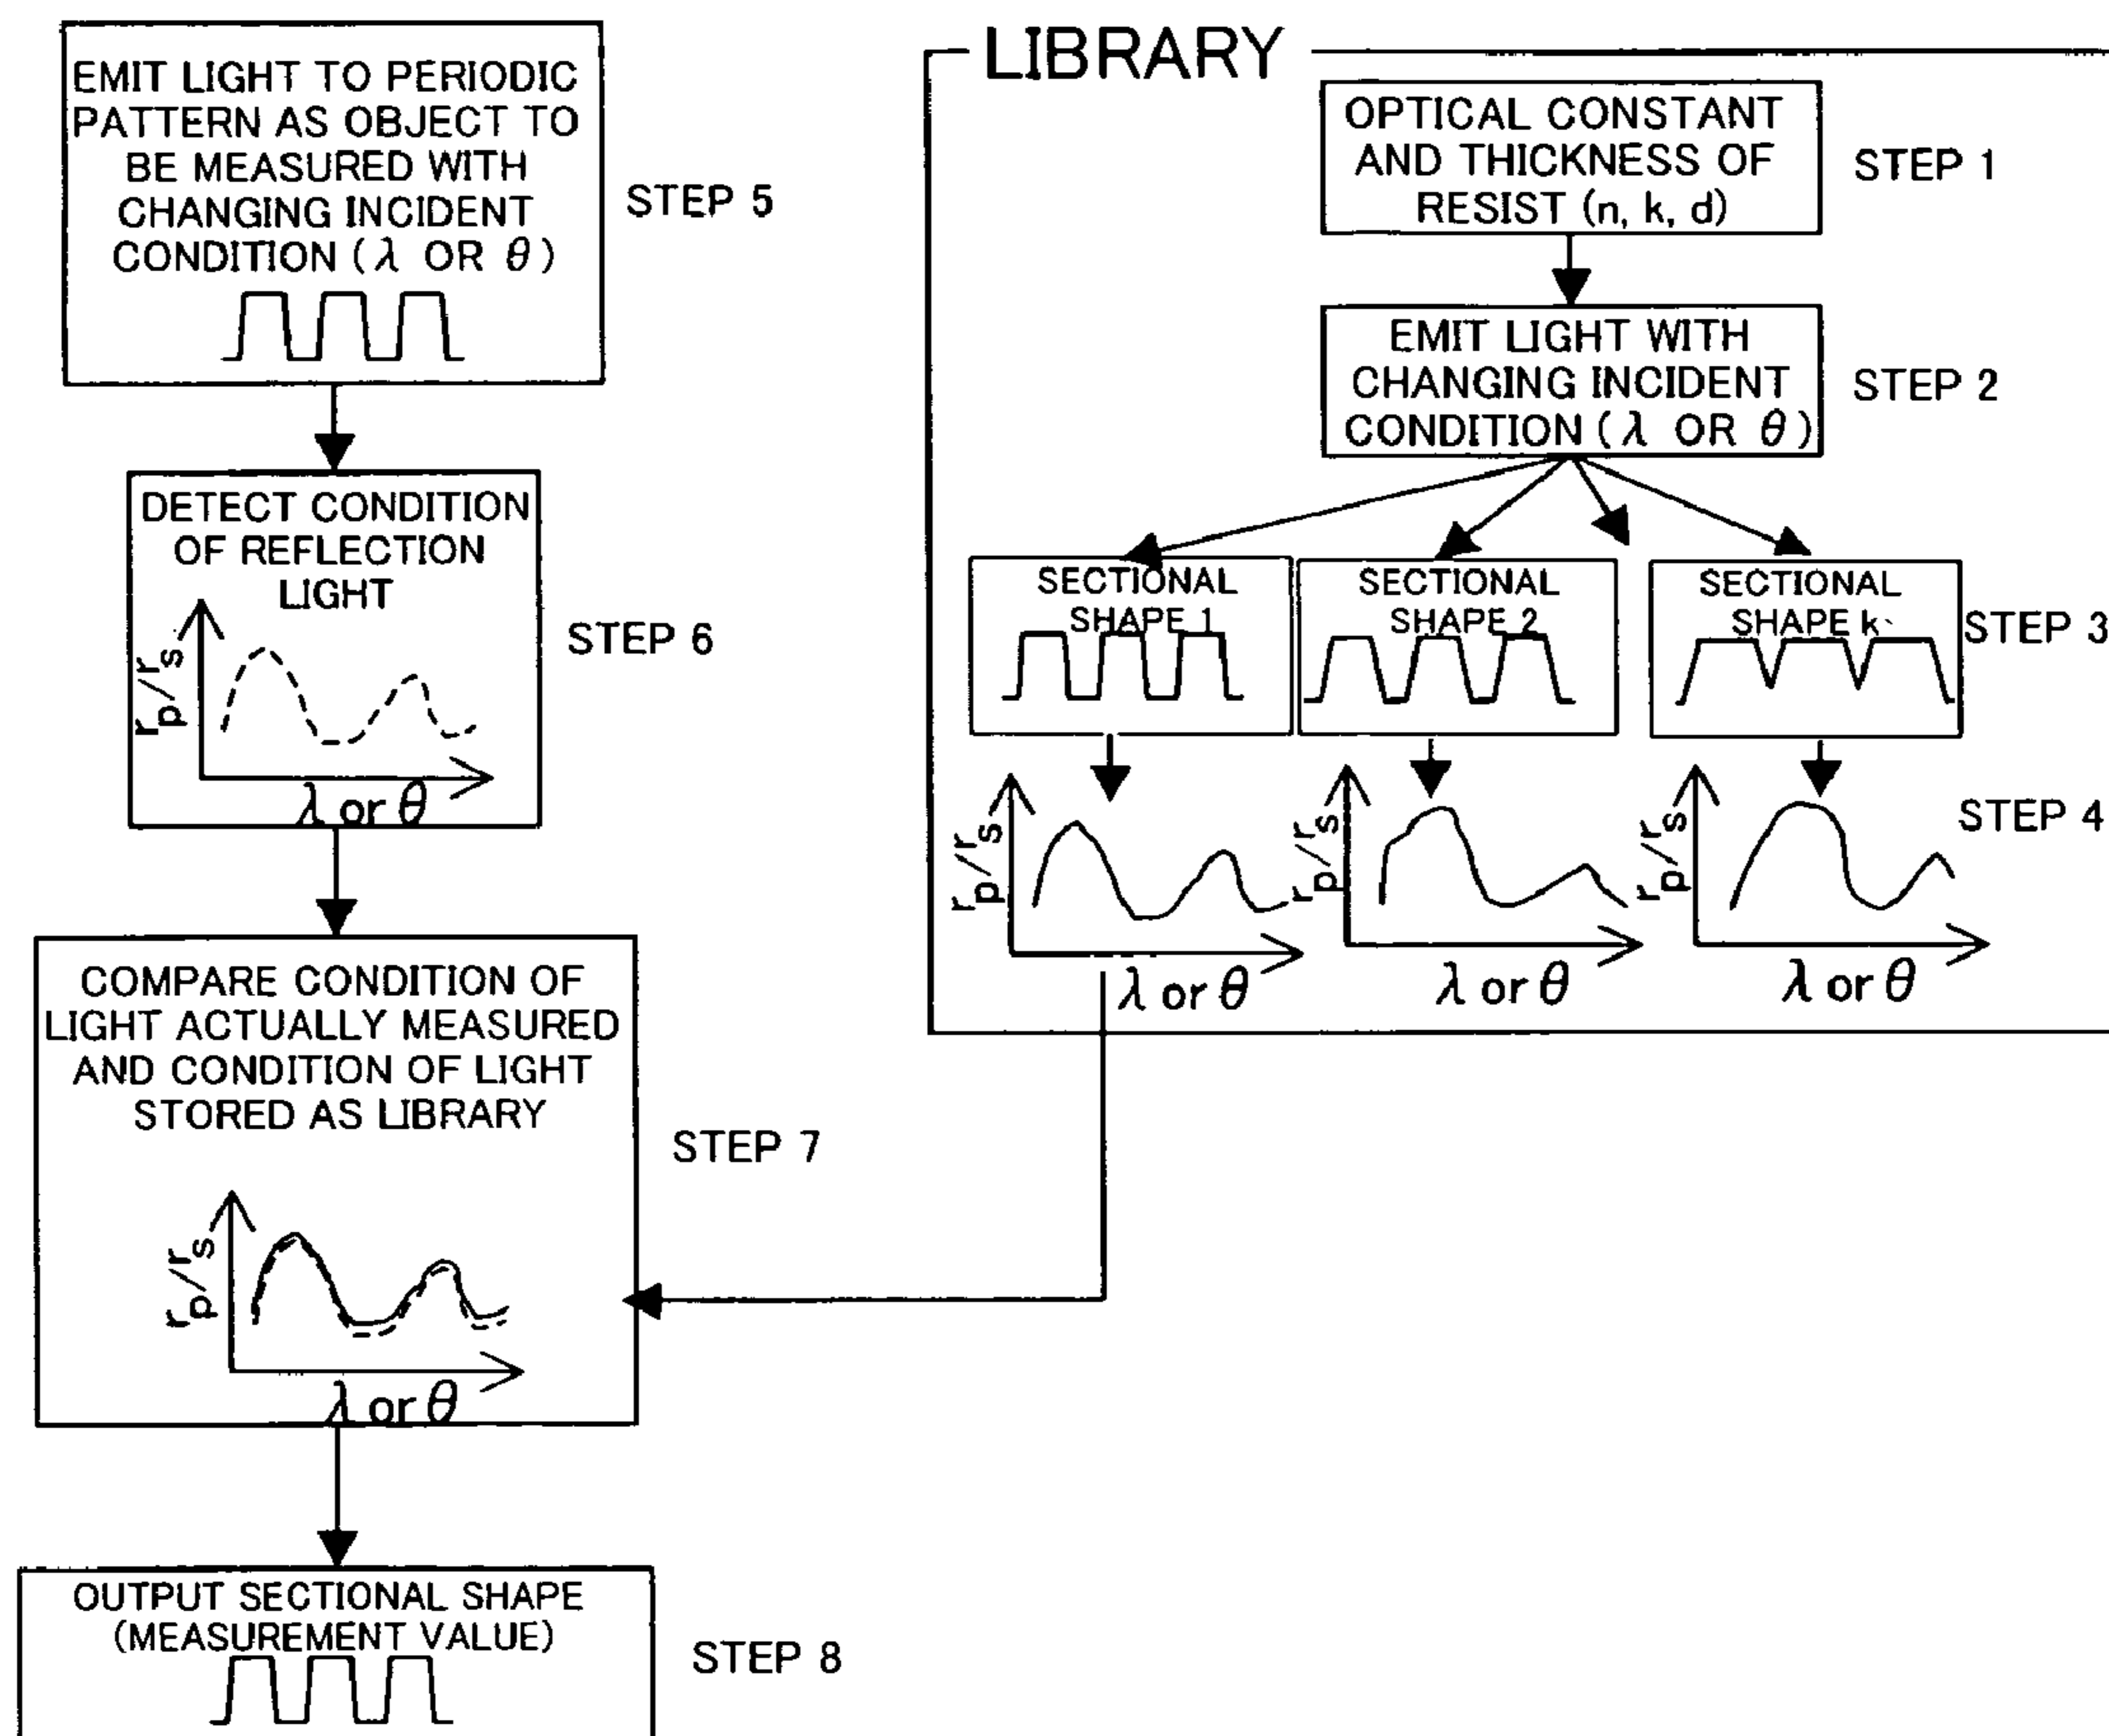 EMIT LIGHT TO PERIODIC
PATTERN AS OBJECT TO
BE MEASURED WITH
CHANGING INCIDENT
CONDITION (λ OR θ)
STEP 5
DETECT CONDITION
OF REFLECTION
LIGHT
rp/rs
λ or θ
STEP 6
COMPARE CONDITION OF
LIGHT ACTUALLY MEASURED
AND CONDITION OF LIGHT
STORED AS LIBRARY
STEP 7
rp/rs
λ or θ
OUTPUT SECTIONAL SHAPE
(MEASUREMENT VALUE)
STEP 8
LIBRARY
OPTICAL CONSTANT
AND THICKNESS OF
RESIST (n, k, d)
STEP 1
EMIT LIGHT WITH
CHANGING INCIDENT
CONDITION (λ OR θ)
STEP 2
SECTIONAL
SHAPE 1
SECTIONAL
SHAPE 2
SECTIONAL
SHAPE k
STEP 3
rp/rs
λ or θ
rp/rs
λ or θ
rp/rs
λ or θ
STEP 4